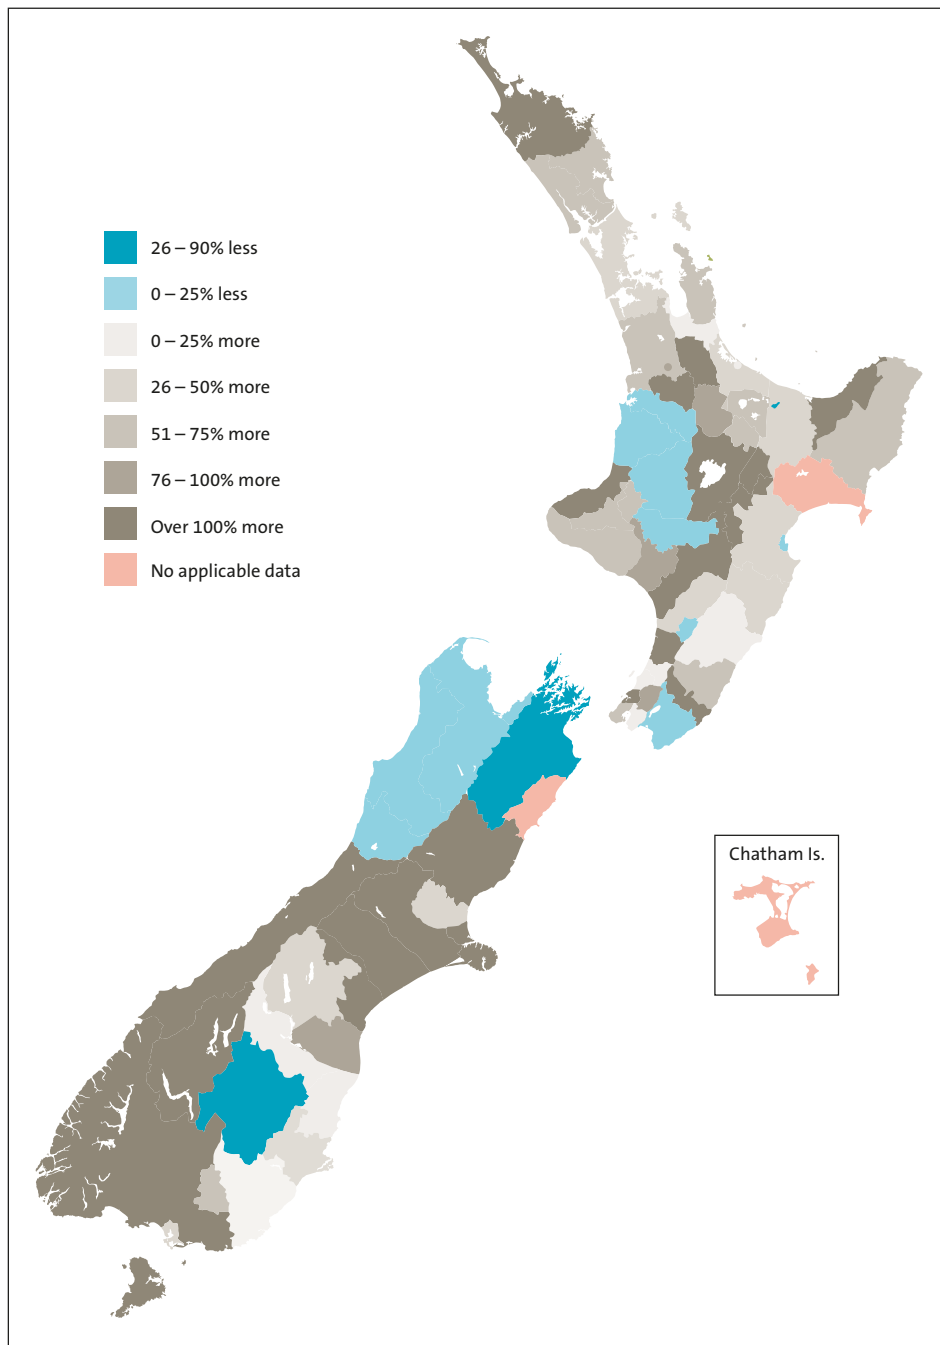 26 – 90% less
0 – 25% less
0 – 25% more
26 – 50% more
51 – 75% more
76 – 100% more
Over 100% more
No applicable data
Chatham Is.